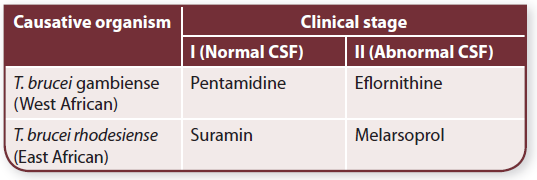 Causative organism Clinical stage
I (Normal CSF) II (Abnormal CSF)
T. brucei gambiense Pentamidine Eflornithine
(West African)
T. brucei rhodesiense Suramin Melarsoprol
(East African)